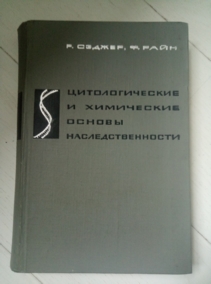 Р. СЭДЖЕР, Ф. РАЙН
ЦИТОЛОГИЧЕСКИЕ
И ХИМИЧЕСКИЕ
ОСНОВЫ
НАСЛЕДСТВЕННОСТИ